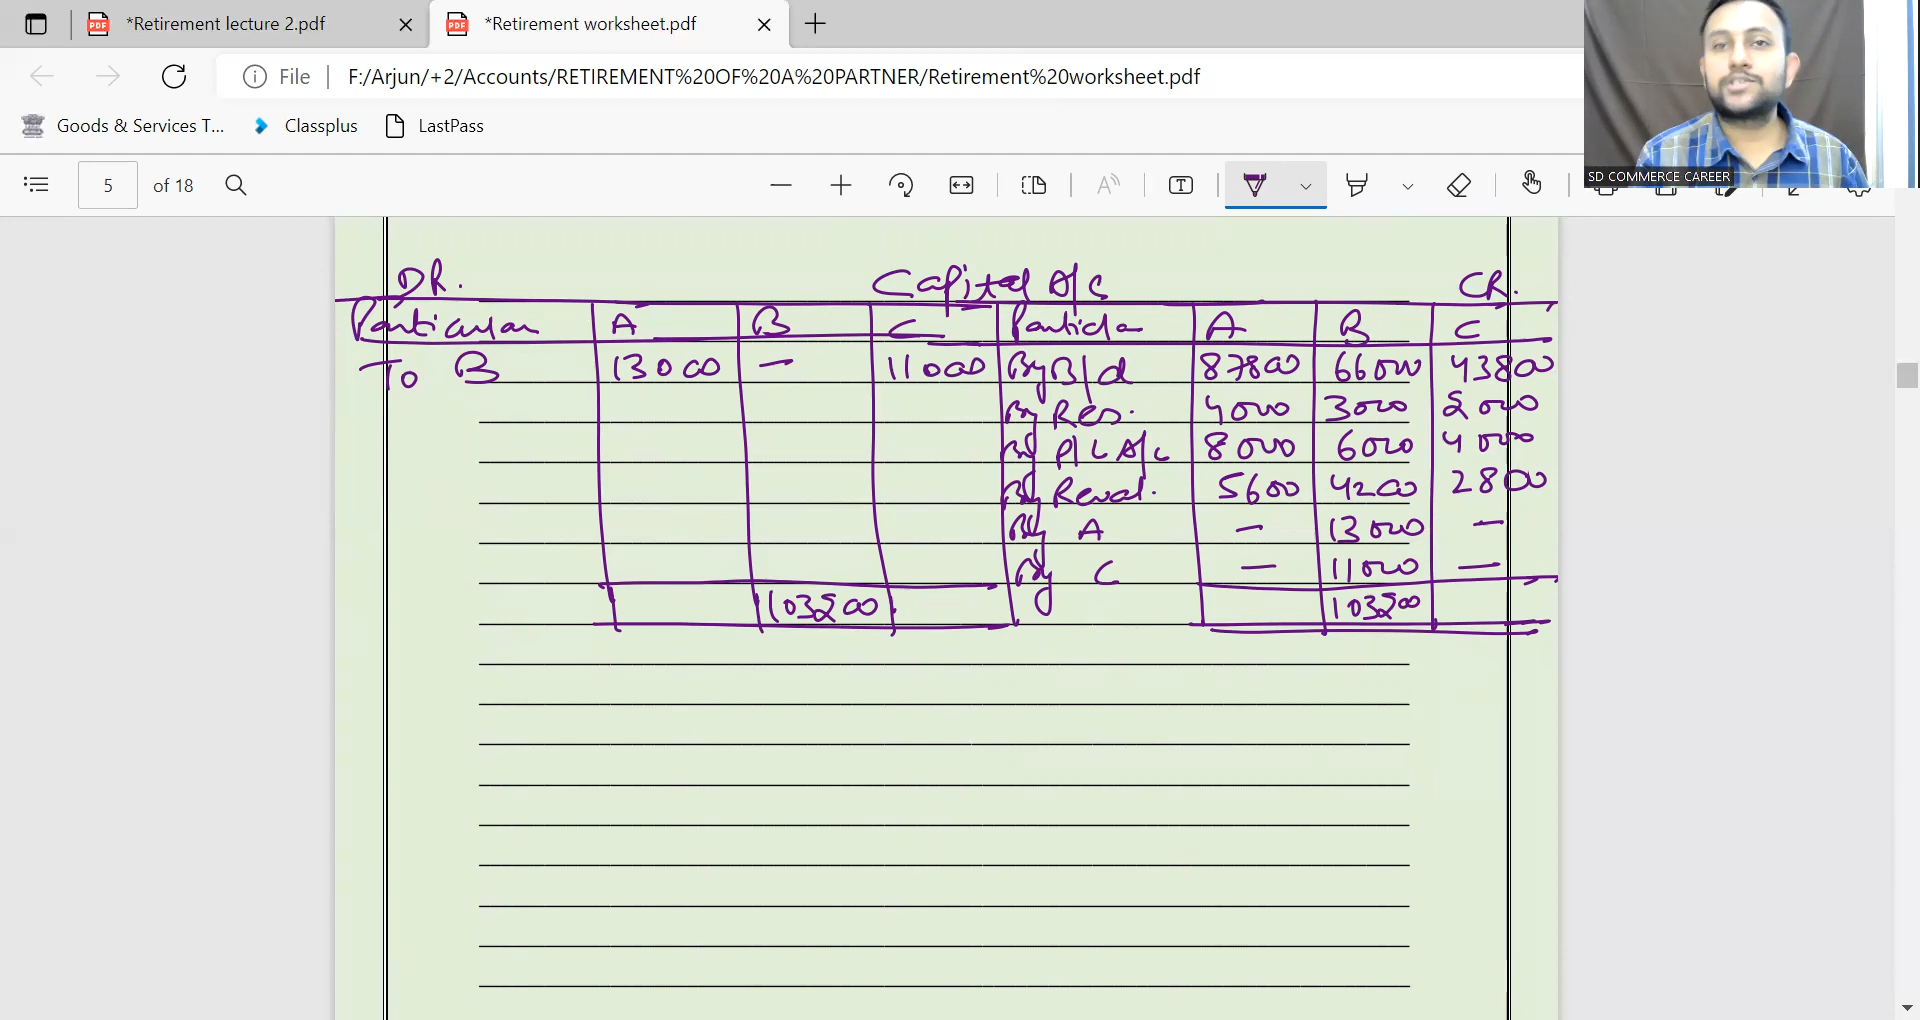 *Retirement lecture 2.pdf
*Retirement worksheet.pdf
File
F:/Arjun/+2/Accounts/RETIREMENT%20OF%20A%20PARTNER/Retirement%20worksheet.pdf
Goods & Services T...
Classplus
LastPass
5 of 18
SD COMMERCE CAREER
DR. Capital A/c CR.
Particular A B C Particula A B C
To B 13000 — 11000 By B/d 87800 66000 43800
By Res. 4000 3000 2000
By P/L A/c 8000 6000 4000
By Reval. 5600 4200 2800
By A — 13000 —
By C — 11000 —
103200 103200